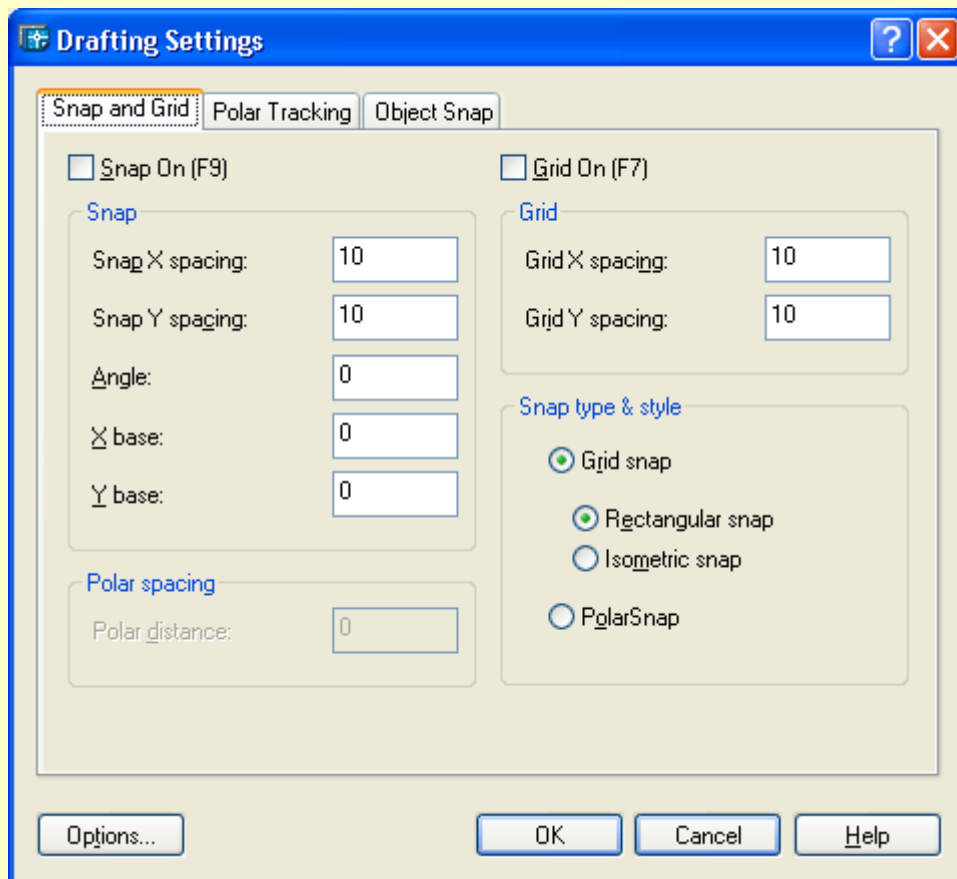 Drafting Settings
Snap and Grid
Polar Tracking
Object Snap
Snap On (F9)
Snap
Snap X spacing: 10
Snap Y spacing: 10
Angle: 0
X base: 0
Y base: 0
Polar spacing
Polar distance: 0
Grid On (F7)
Grid
Grid X spacing: 10
Grid Y spacing: 10
Snap type & style
Grid snap
Rectangular snap
Isometric snap
PolarSnap
Options...
OK
Cancel
Help